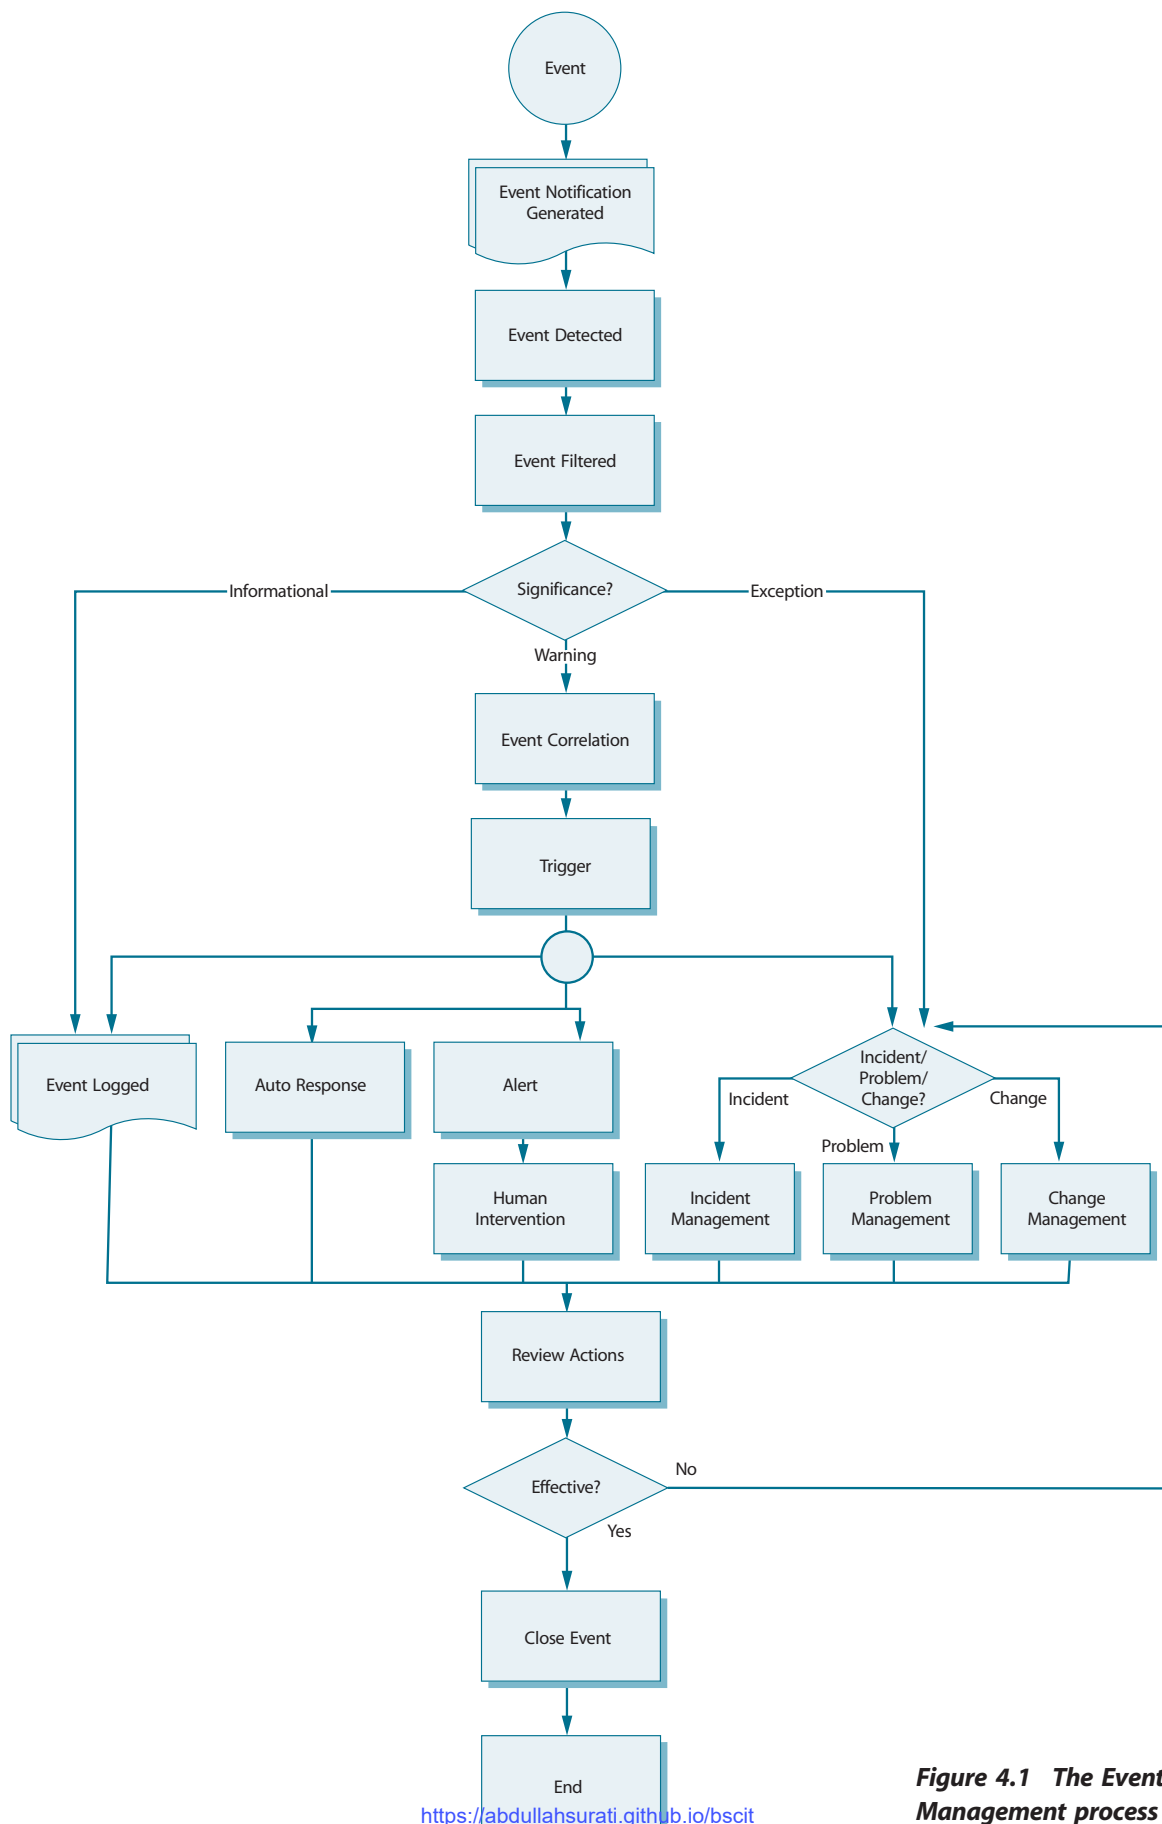 Event
Event Notification
Generated
Event Detected
Event Filtered
Significance?
Informational
Exception
Warning
Event Correlation
Trigger
Event Logged
Auto Response
Alert
Incident/
Problem/
Change?
Incident
Change
Problem
Human
Intervention
Incident
Management
Problem
Management
Change
Management
Review Actions
Effective?
No
Yes
Close Event
End
https://abdullahsurati.github.io/bscit
Figure 4.1 The Event
Management process